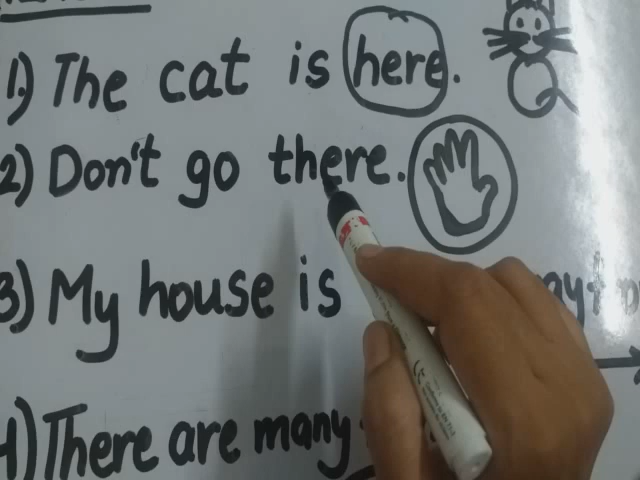 1.) The cat is here.
2) Don't go there.
3) My house is
4) There are many